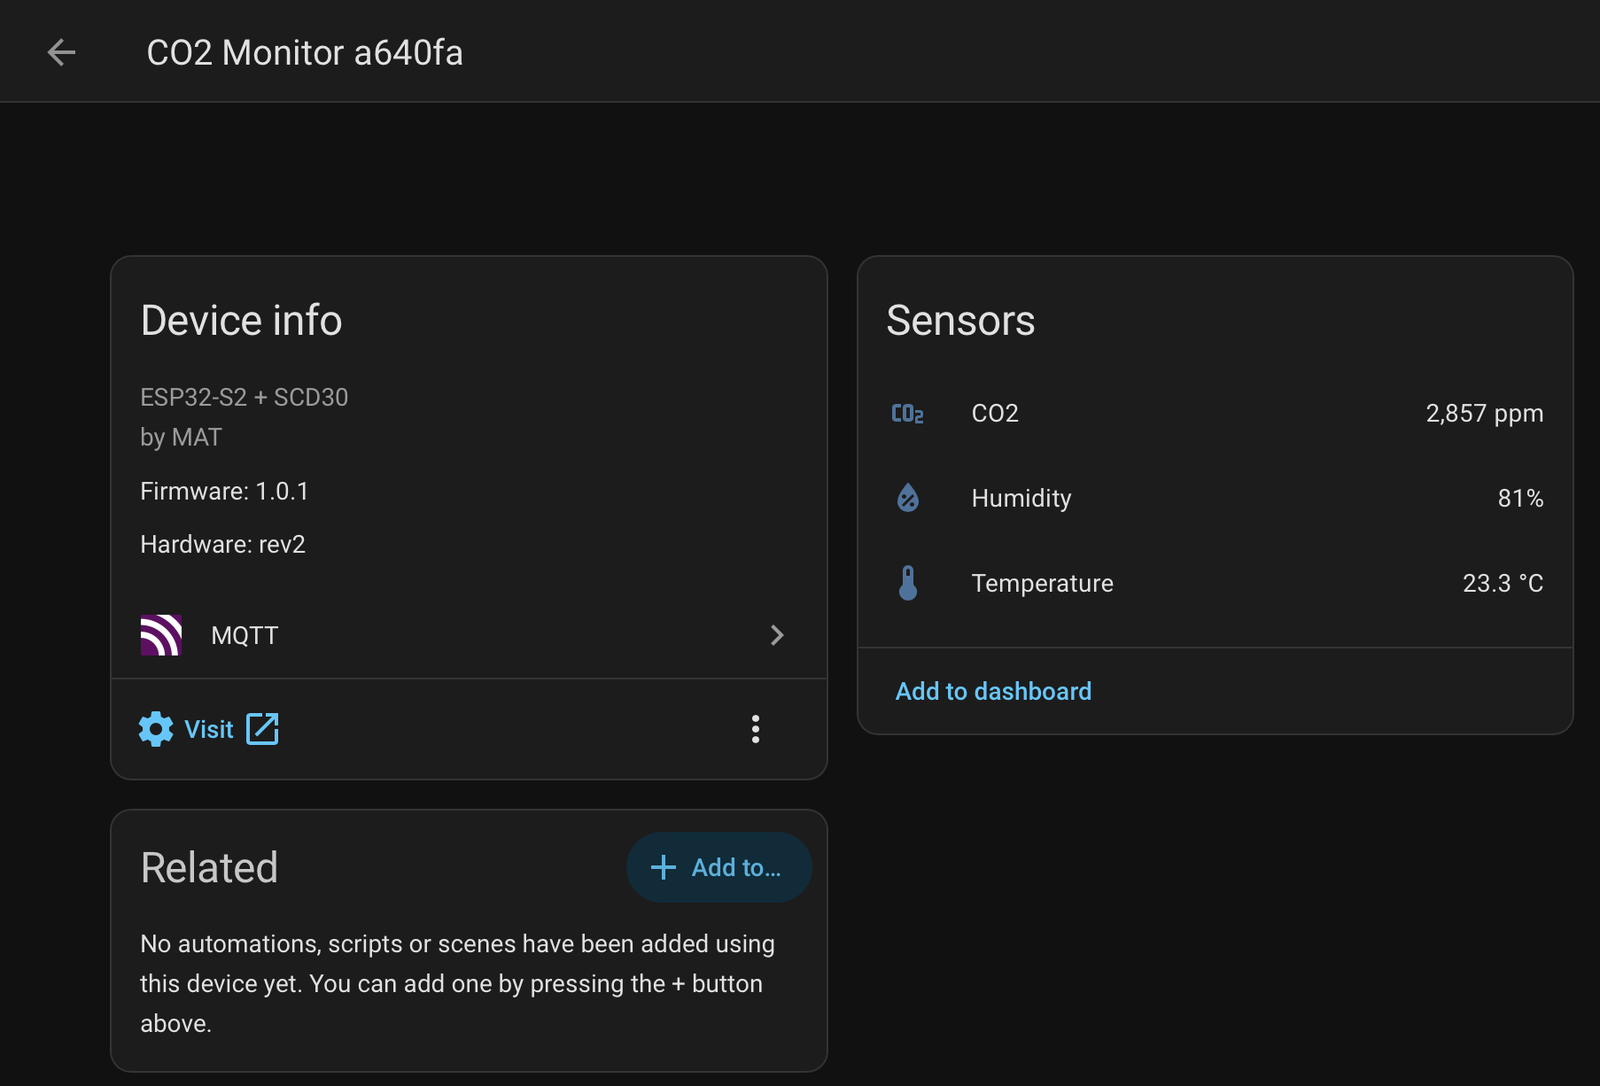 CO2 Monitor a640fa
Device info
ESP32-S2 + SCD30
by MAT
Firmware: 1.0.1
Hardware: rev2
MQTT
Visit
Related
Add to...
No automations, scripts or scenes have been added using
this device yet. You can add one by pressing the + button
above.
Sensors
CO2 CO2 2,857 ppm
Humidity 81%
Temperature 23.3 °C
Add to dashboard